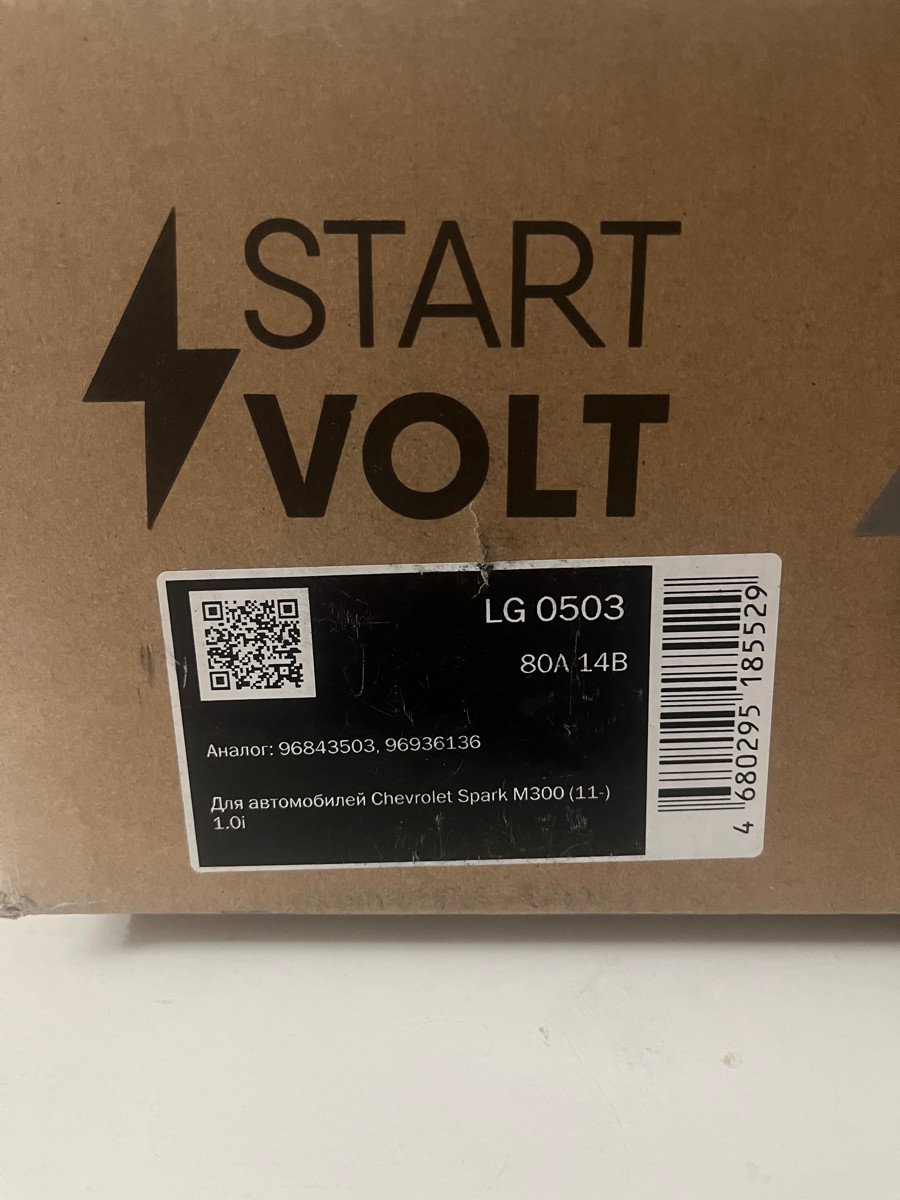 START
VOLT
LG 0503
80А 14В
Аналог: 96843503, 96936136
Для автомобилей Chevrolet Spark M300 (11-)
1.0i
4 680295 185529